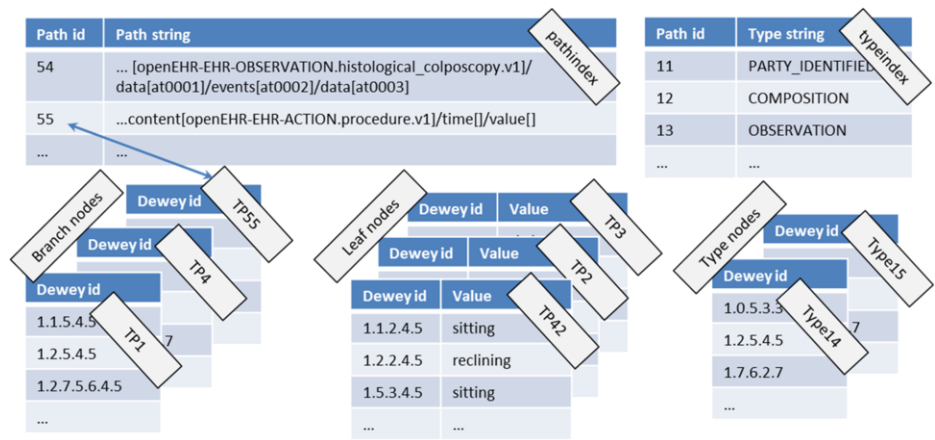 Path id Path string
pathindex
54 ... [openEHR-EHR-OBSERVATION.histological_colposcopy.v1]/
data[at0001]/events[at0002]/data[at0003]
55 ...content[openEHR-EHR-ACTION.procedure.v1]/time[]/value[]
... ...
Path id Type string
typeindex
11 PARTY_IDENTIFIED
12 COMPOSITION
13 OBSERVATION
... ...
Branch nodes
Dewey id
TP55
Dewey id
TP4
7
Dewey id
TP1
1.1.5.4.5
1.2.5.4.5
1.2.7.5.6.4.5
...
Leaf nodes
Dewey id Value
TP3
Dewey id Value
TP2
Dewey id Value
TP42
1.1.2.4.5 sitting
1.2.2.4.5 reclining
1.5.3.4.5 sitting
... ...
Type nodes
Dewey id
Type15
7
Dewey id
Type14
1.0.5.3.3
1.2.5.4.5
1.7.6.2.7
...